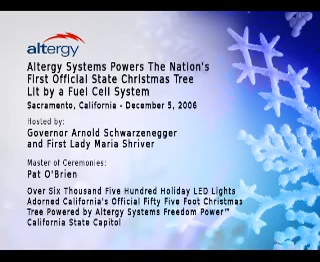 altergy
Altergy Systems Powers The Nation's
First Official State Christmas Tree
Lit by a Fuel Cell System
Sacramento, California - December 5, 2006
Hosted by:
Governor Arnold Schwarzenegger
and First Lady Maria Shriver
Master of Ceremonies:
Pat O'Brien
Over Six Thousand Five Hundred Holiday LED Lights
Adorned California's Official Fifty Five Foot Christmas
Tree Powered by Altergy Systems Freedom Power™
California State Capitol